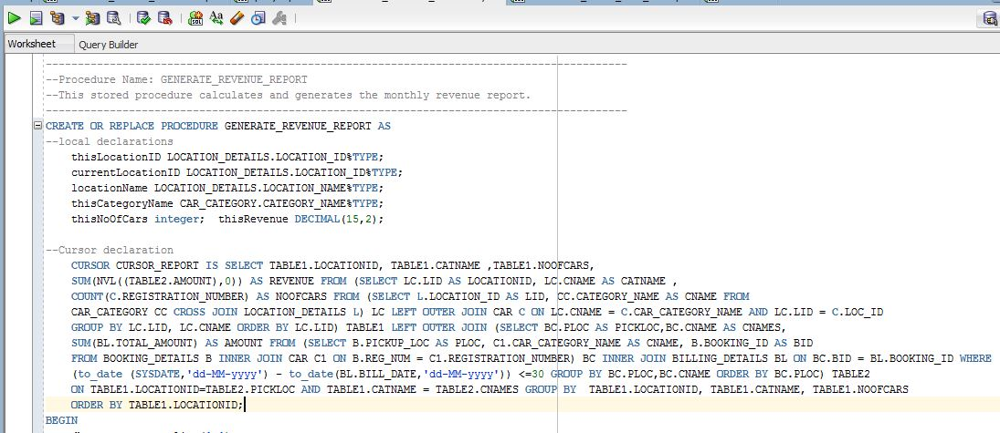 Worksheet Query Builder
--Procedure Name: GENERATE_REVENUE_REPORT
--This stored procedure calculates and generates the monthly revenue report.
CREATE OR REPLACE PROCEDURE GENERATE_REVENUE_REPORT AS
--local declarations
thisLocationID LOCATION_DETAILS.LOCATION_ID%TYPE;
currentLocationID LOCATION_DETAILS.LOCATION_ID%TYPE;
locationName LOCATION_DETAILS.LOCATION_NAME%TYPE;
thisCategoryName CAR_CATEGORY.CATEGORY_NAME%TYPE;
thisNoOfCars integer;  thisRevenue DECIMAL(15,2);
--Cursor declaration
CURSOR CURSOR_REPORT IS SELECT TABLE1.LOCATIONID, TABLE1.CATNAME ,TABLE1.NOOFCARS,
SUM(NVL((TABLE2.AMOUNT),0)) AS REVENUE FROM (SELECT LC.LID AS LOCATIONID, LC.CNAME AS CATNAME ,
COUNT(C.REGISTRATION_NUMBER) AS NOOFCARS FROM (SELECT L.LOCATION_ID AS LID, CC.CATEGORY_NAME AS CNAME FROM
CAR_CATEGORY CC CROSS JOIN LOCATION_DETAILS L) LC LEFT OUTER JOIN CAR C ON LC.CNAME = C.CAR_CATEGORY_NAME AND LC.LID = C.LOC_ID
GROUP BY LC.LID, LC.CNAME ORDER BY LC.LID) TABLE1 LEFT OUTER JOIN (SELECT BC.PLOC AS PICKLOC,BC.CNAME AS CNAMES,
SUM(BL.TOTAL_AMOUNT) AS AMOUNT FROM (SELECT B.PICKUP_LOC AS PLOC, C1.CAR_CATEGORY_NAME AS CNAME, B.BOOKING_ID AS BID
FROM BOOKING_DETAILS B INNER JOIN CAR C1 ON B.REG_NUM = C1.REGISTRATION_NUMBER) BC INNER JOIN BILLING_DETAILS BL ON BC.BID = BL.BOOKING_ID WHERE
(to_date (SYSDATE,'dd-MM-yyyy') - to_date(BL.BILL_DATE,'dd-MM-yyyy')) <=30 GROUP BY BC.PLOC,BC.CNAME ORDER BY BC.PLOC) TABLE2
ON TABLE1.LOCATIONID=TABLE2.PICKLOC AND TABLE1.CATNAME = TABLE2.CNAMES GROUP BY  TABLE1.LOCATIONID, TABLE1.CATNAME, TABLE1.NOOFCARS
ORDER BY TABLE1.LOCATIONID;
BEGIN